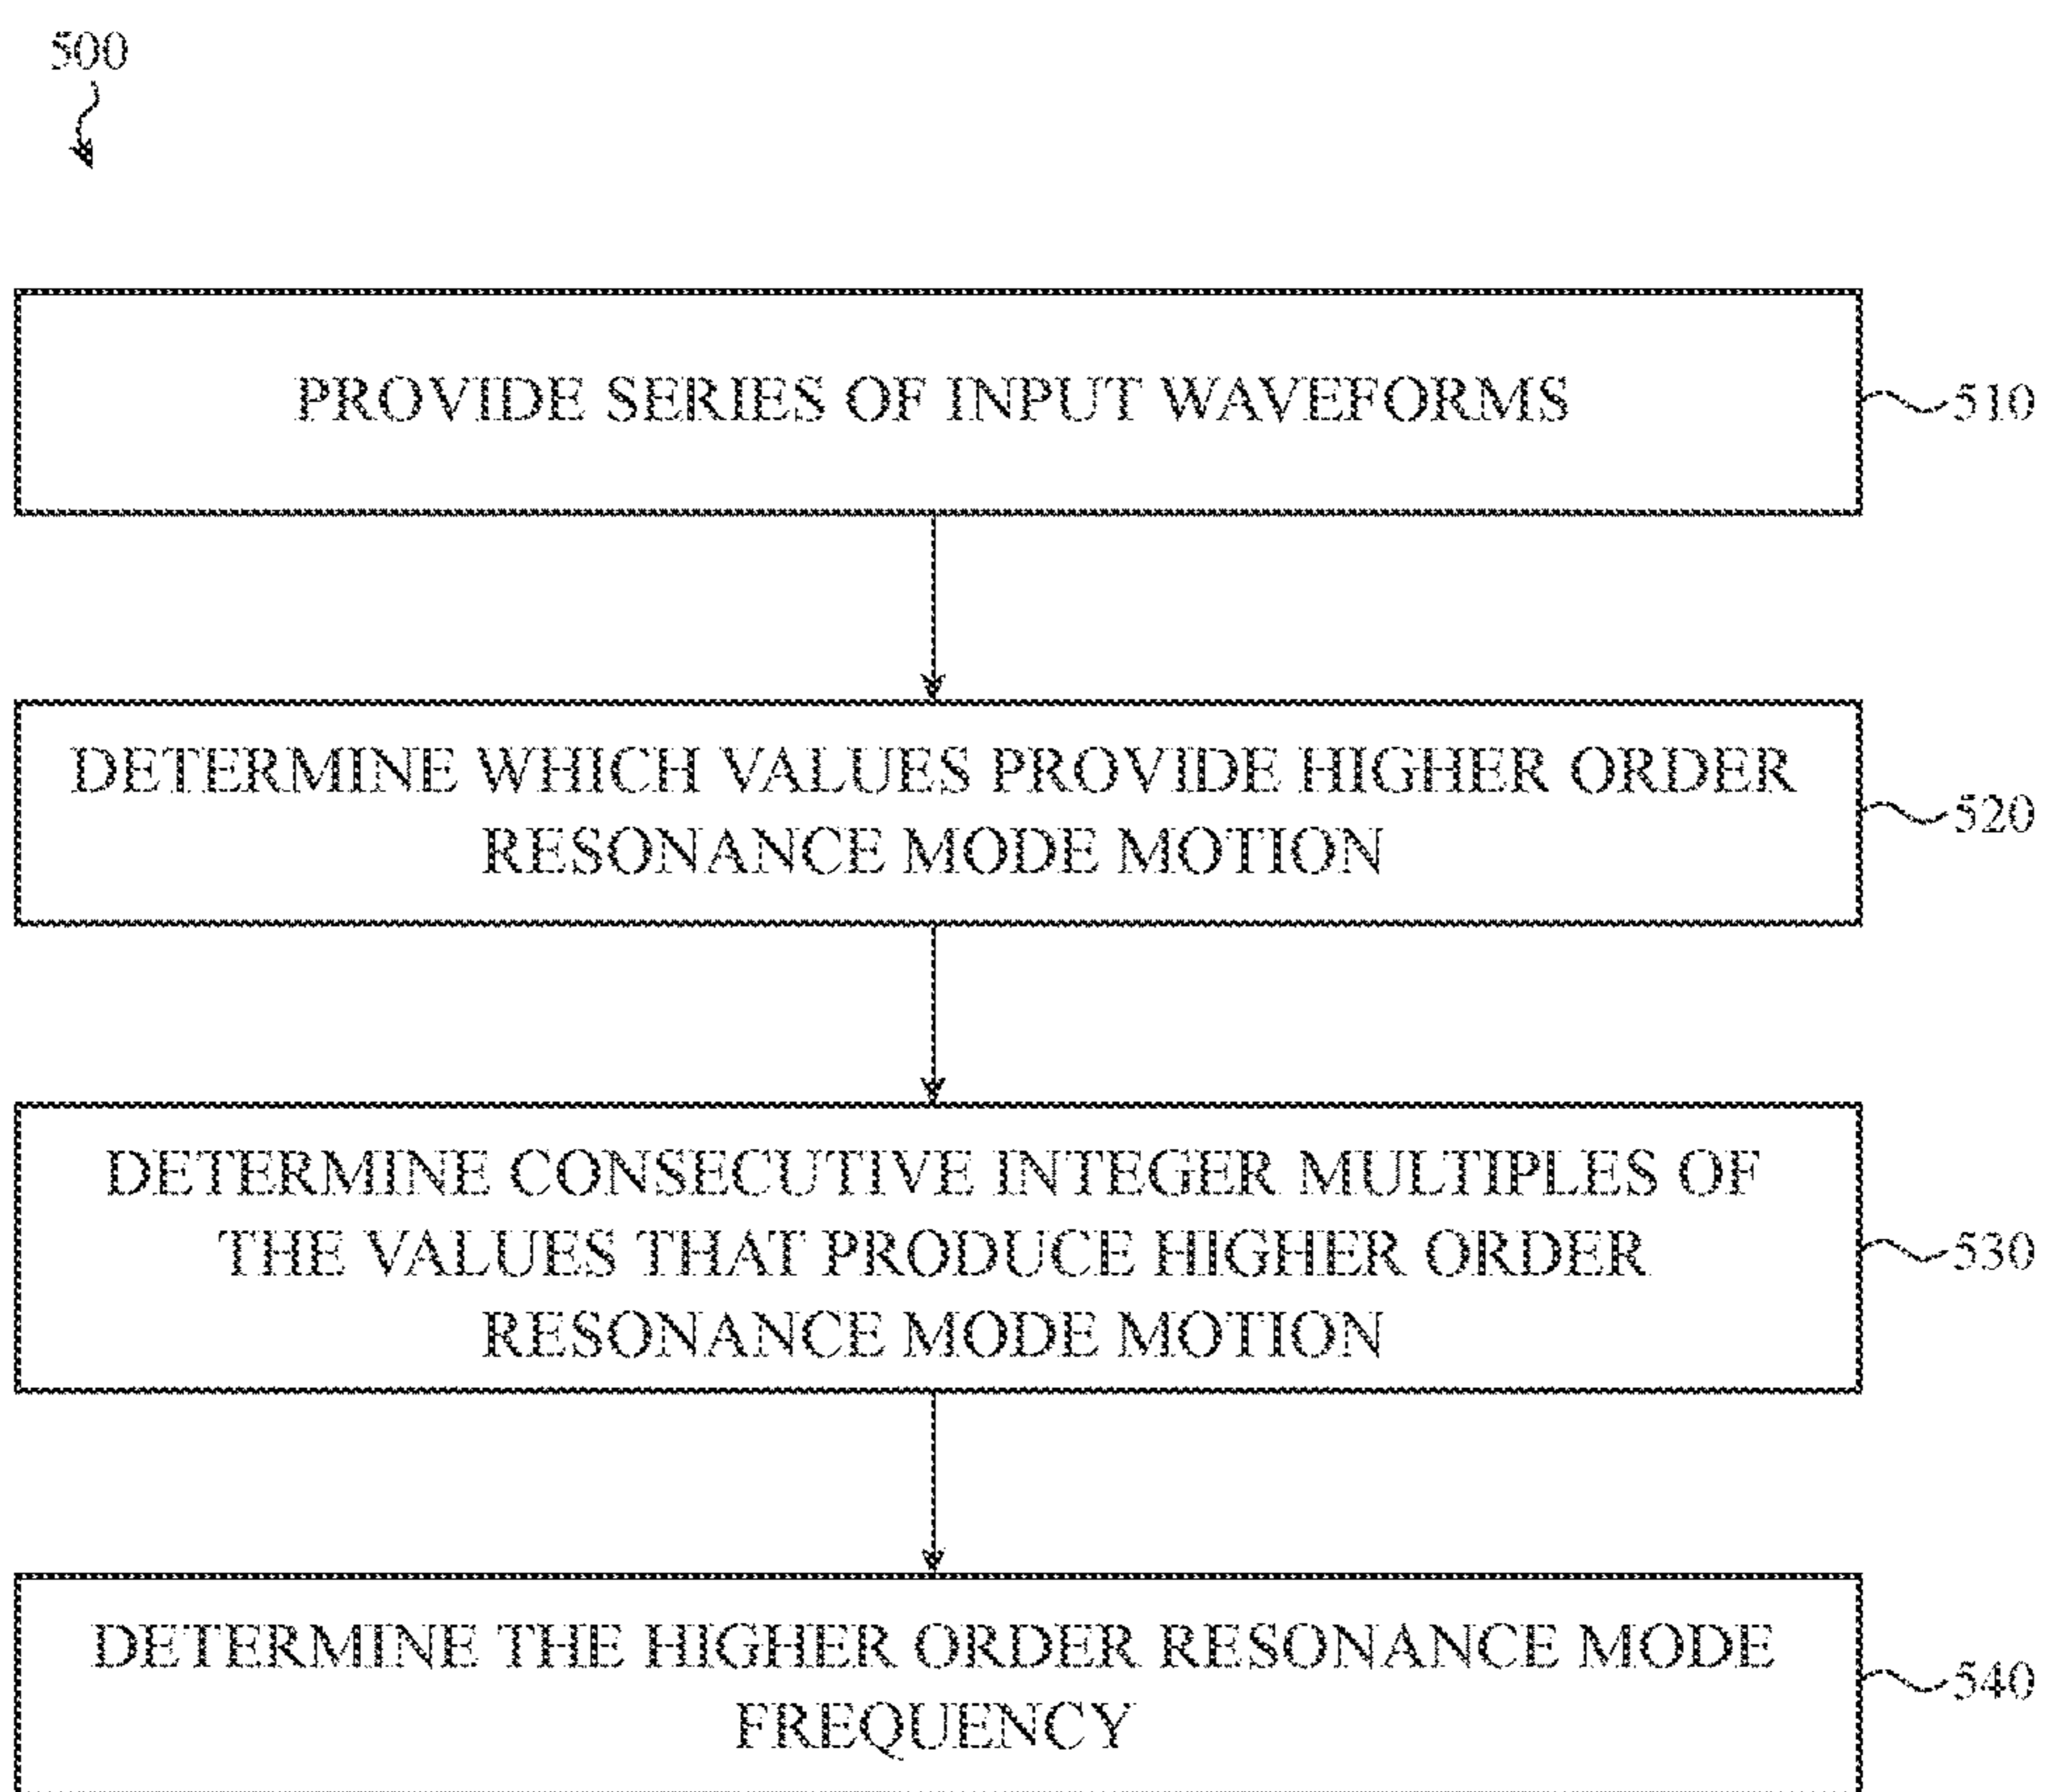 500
PROVIDE SERIES OF INPUT WAVEFORMS
510
DETERMINE WHICH VALUES PROVIDE HIGHER ORDER
RESONANCE MODE MOTION
520
DETERMINE CONSECUTIVE INTEGER MULTIPLES OF
THE VALUES THAT PRODUCE HIGHER ORDER
RESONANCE MODE MOTION
530
DETERMINE THE HIGHER ORDER RESONANCE MODE
FREQUENCY
540